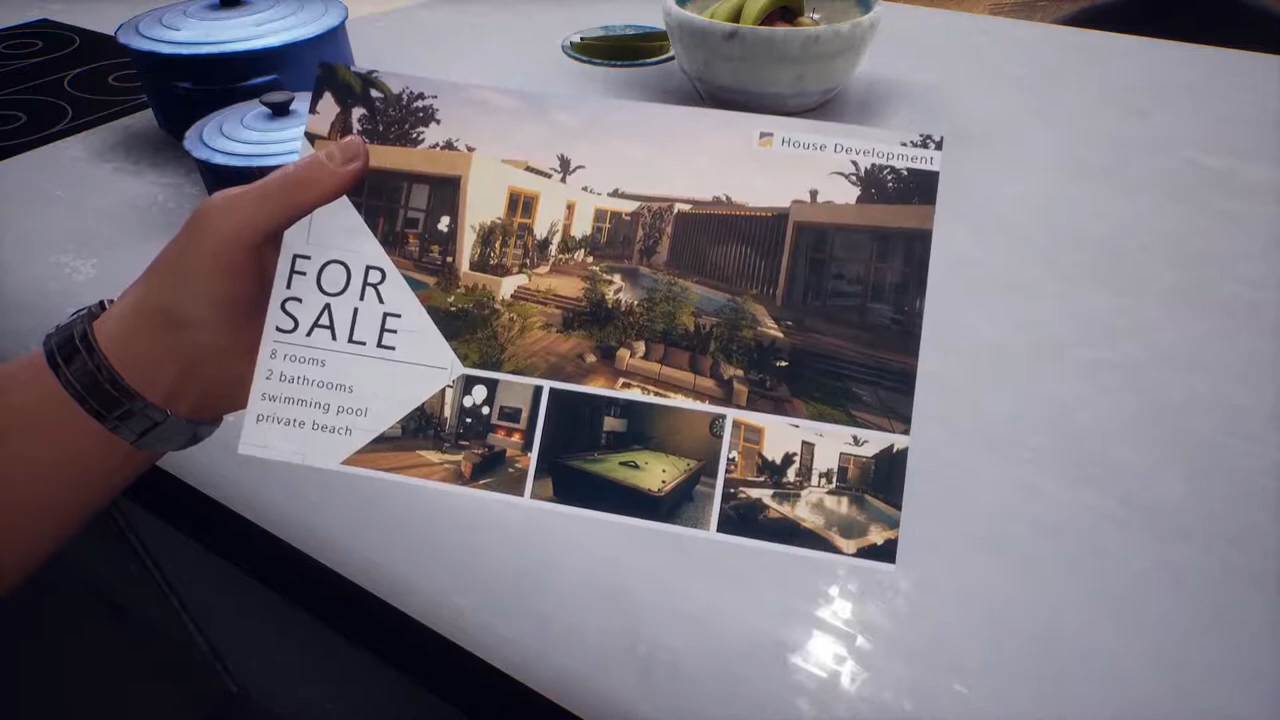 House Development
FOR
SALE
8 rooms
2 bathrooms
swimming pool
private beach